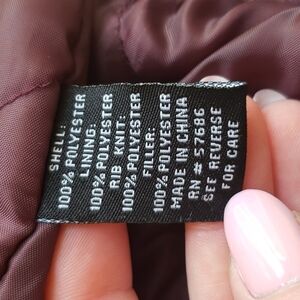 SHELL:
100% POLYESTER
LINING:
100% POLYESTER
RIB KNIT:
100% POLYESTER
FILLER:
100% POLYESTER
MADE IN CHINA
RN # 57686
SEE REVERSE
FOR CARE